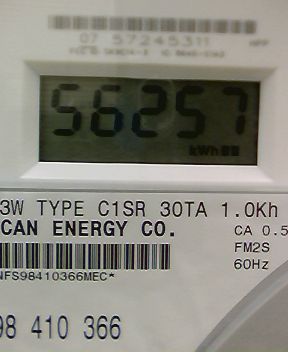 07 57245311
56257
kWh
3W TYPE C1SR 30TA 1.0Kh
CAN ENERGY CO.
CA 0.5
FM2S
60Hz
NFS98410366MEC*
98 410 366